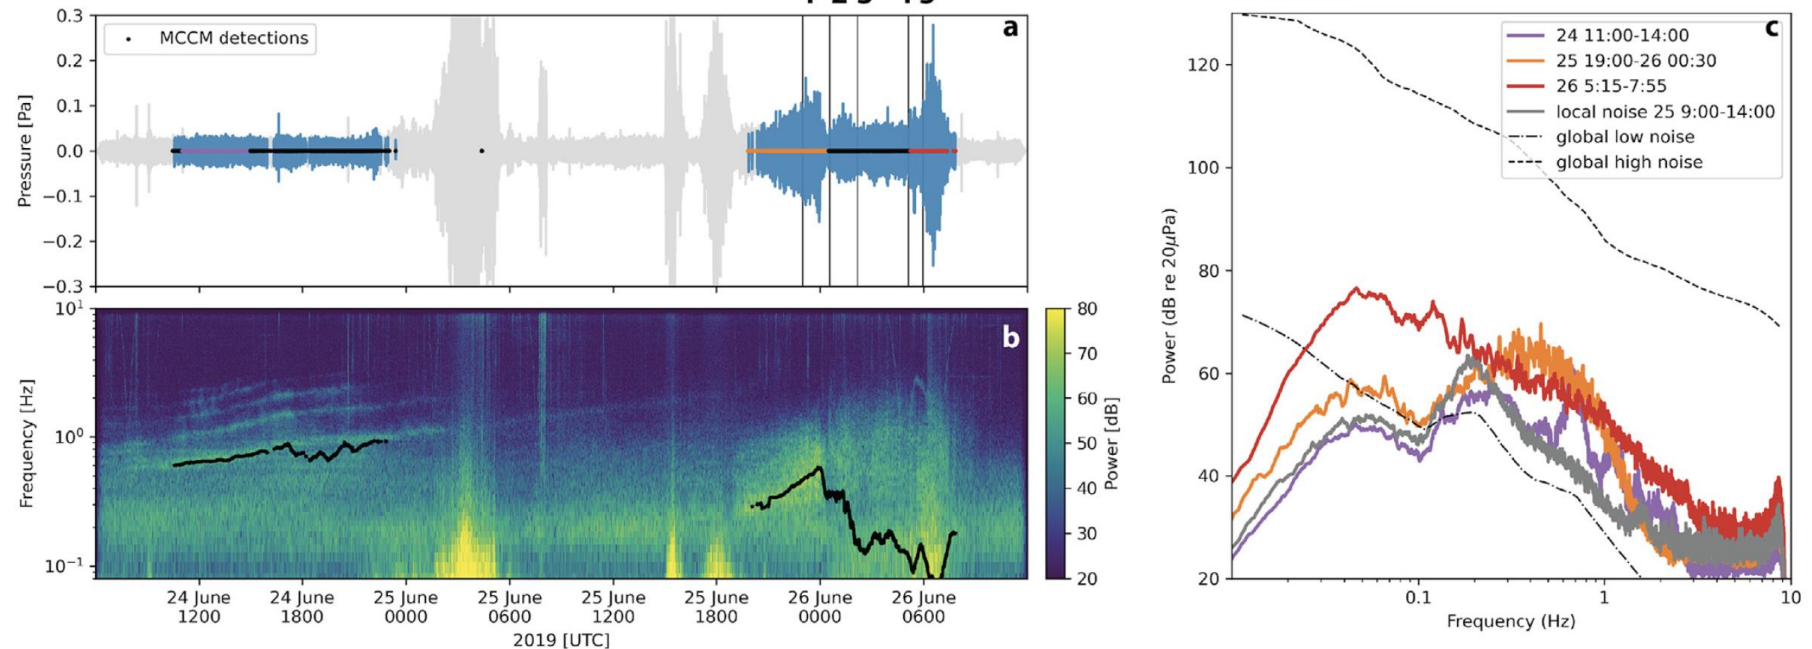 a
MCCM detections
0.3
0.2
0.1
0.0
−0.1
−0.2
−0.3
Pressure [Pa]
b
10¹
10⁰
10⁻¹
Frequency [Hz]
24 June
1200
24 June
1800
25 June
0000
25 June
0600
25 June
1200
25 June
1800
26 June
0000
26 June
0600
2019 [UTC]
80
70
60
50
40
30
20
Power [dB]
c
24 11:00-14:00
25 19:00-26 00:30
26 5:15-7:55
local noise 25 9:00-14:00
global low noise
global high noise
120
100
80
60
40
20
Power (dB re 20μPa)
0.1
1
10
Frequency (Hz)